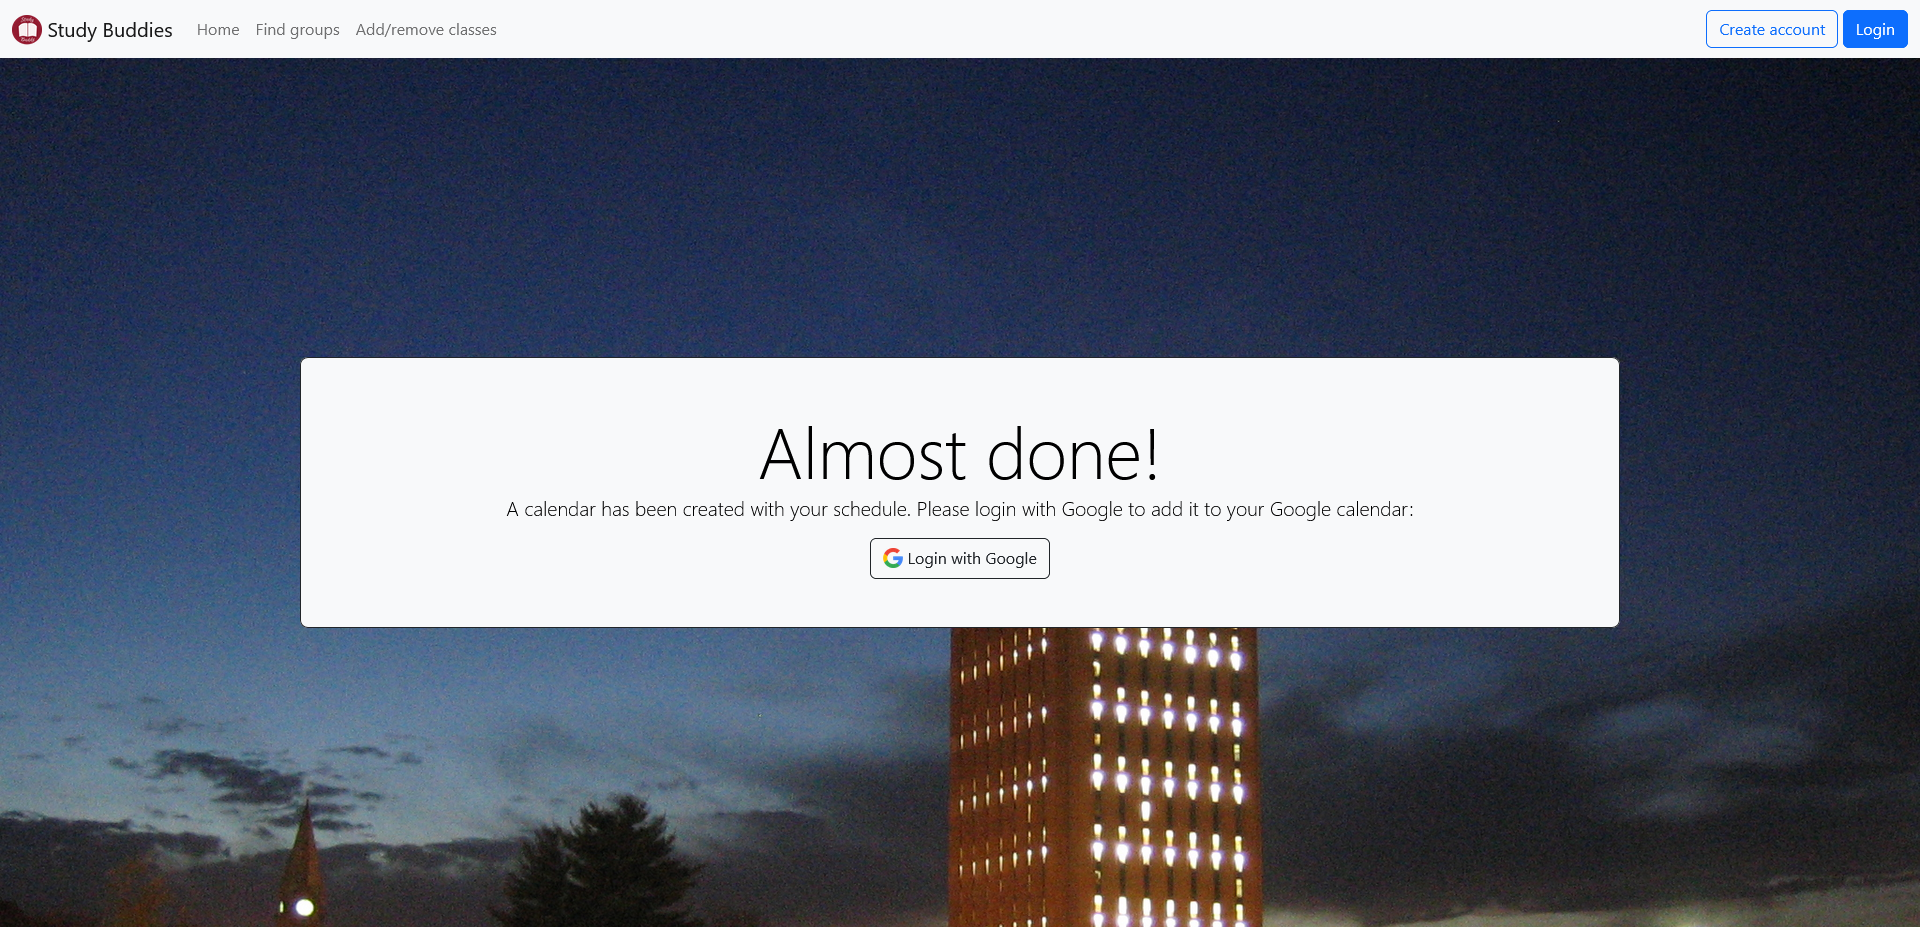 Study Buddies
Home
Find groups
Add/remove classes
Create account
Login
Almost done!
A calendar has been created with your schedule. Please login with Google to add it to your Google calendar:
Login with Google